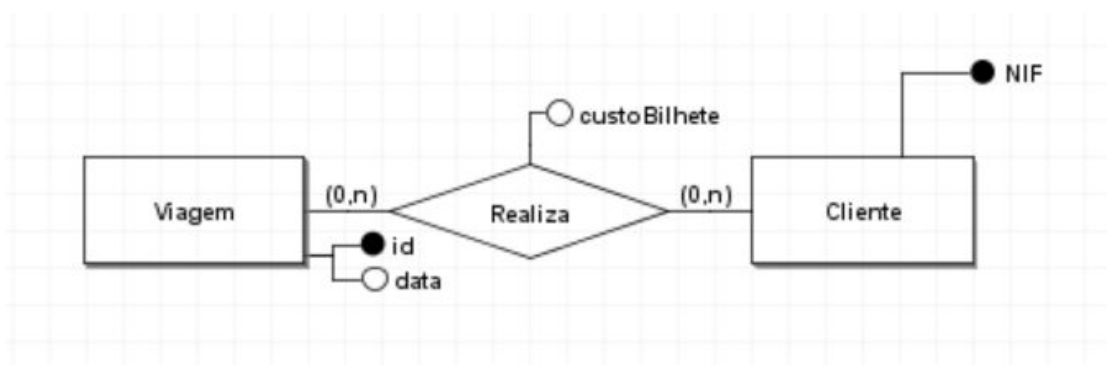 NIF
custoBilhete
Viagem
(0,n)
Realiza
(0,n)
Cliente
id
data